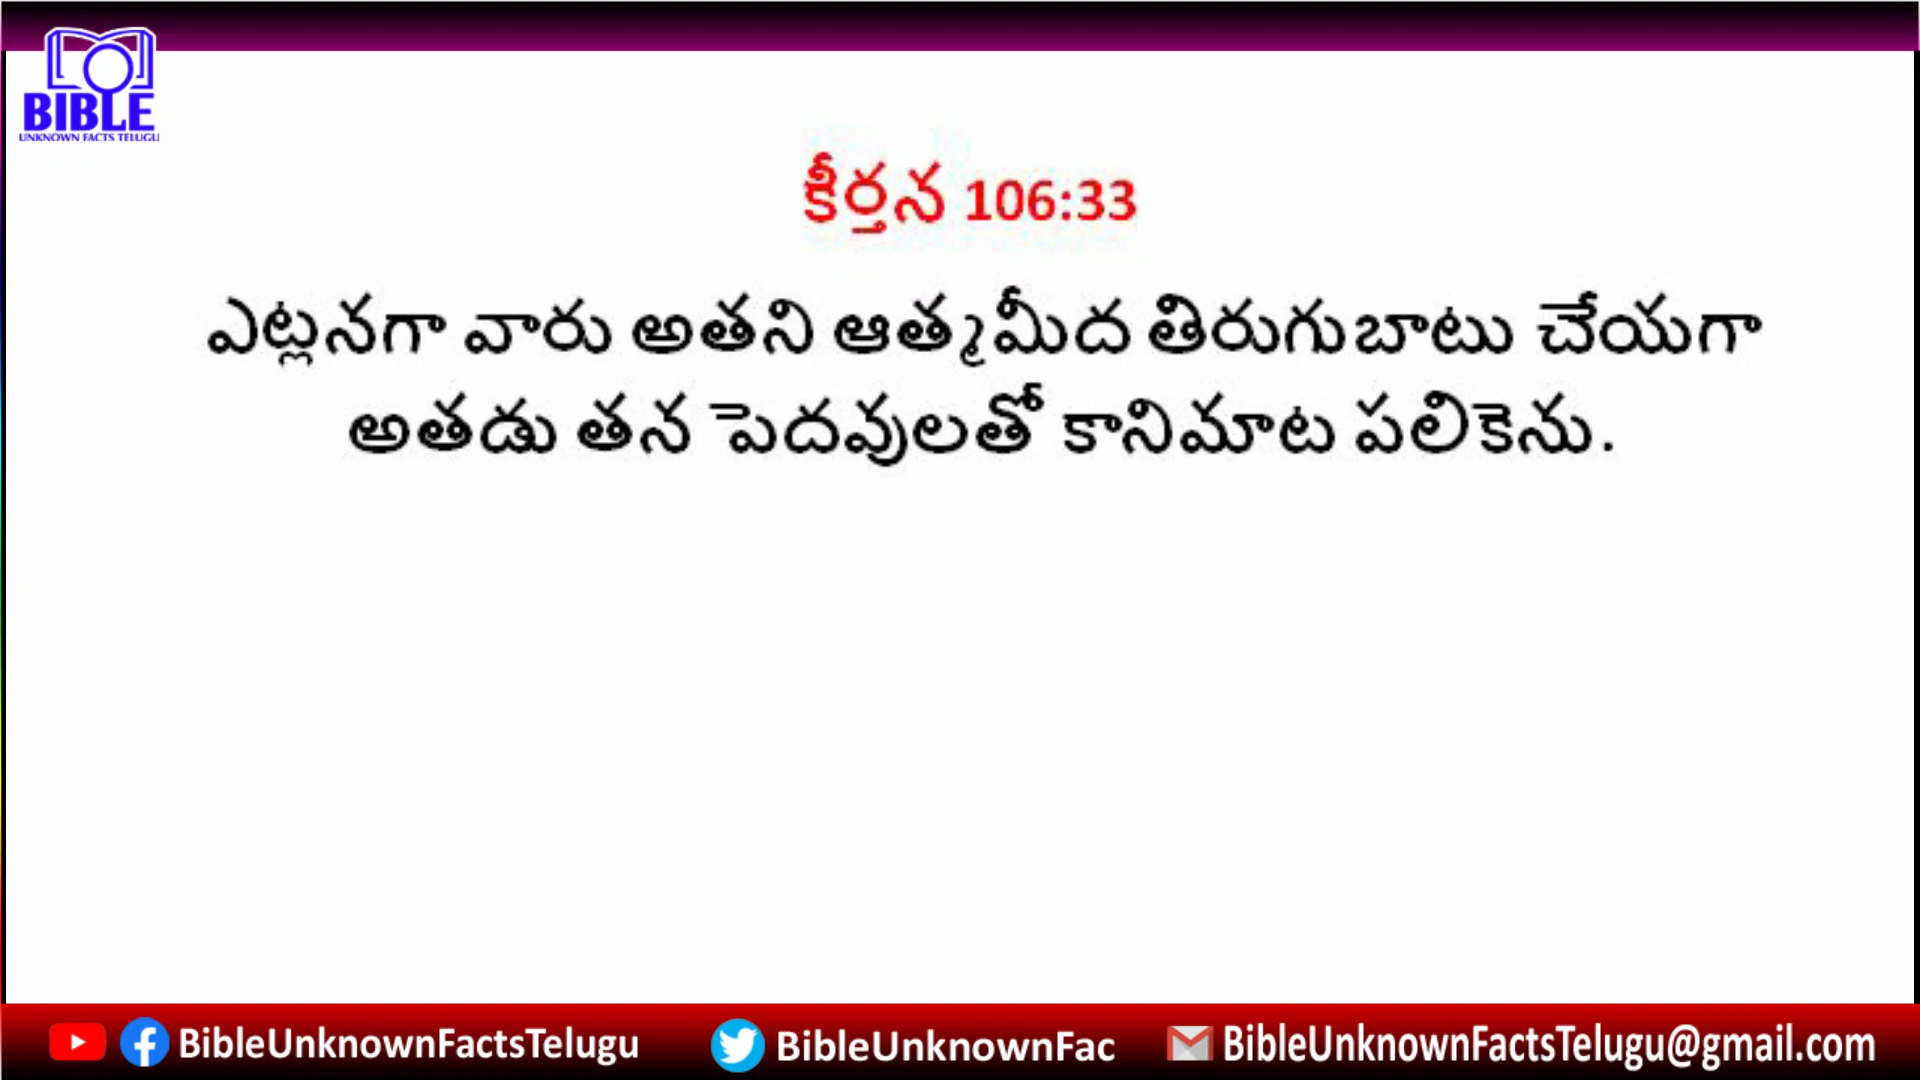 BIBLE
UNKNOWN FACTS TELUGU
కీర్తన 106:33
ఎట్లనగా వారు అతని ఆత్మమీద తిరుగుబాటు చేయగా
అతడు తన పెదవులతో కానిమాట పలికెను.
BibleUnknownFactsTelugu BibleUnknownFac BibleUnknownFactsTelugu@gmail.com